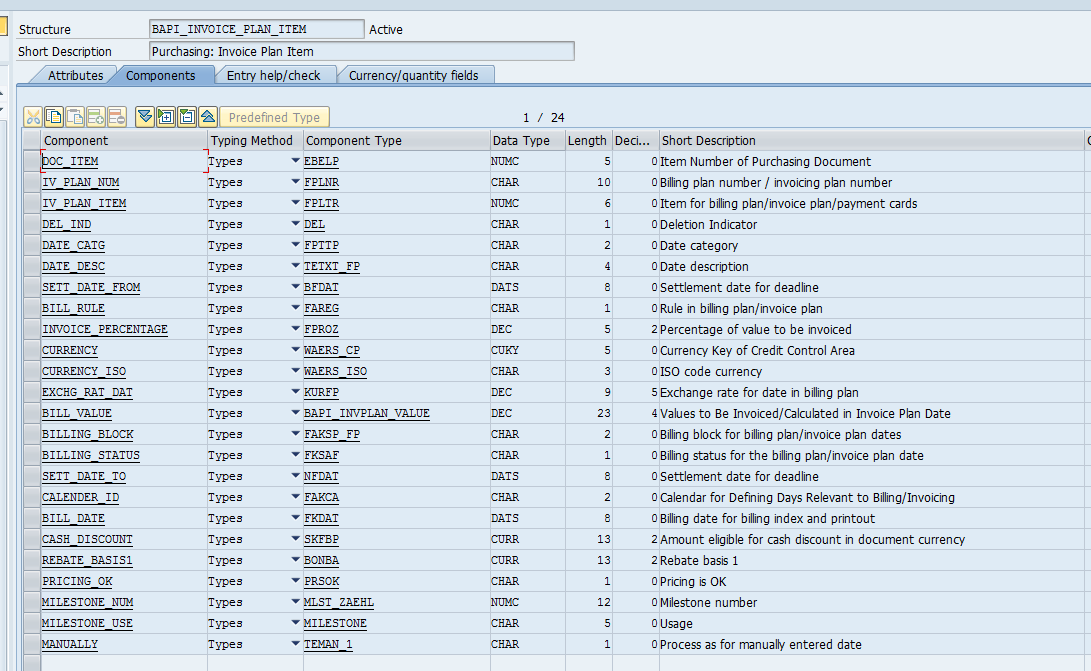 Structure BAPI_INVOICE_PLAN_ITEM Active
Short Description Purchasing: Invoice Plan Item
Attributes Components Entry help/check Currency/quantity fields
Predefined Type 1 / 24
Component Typing Method Component Type Data Type Length Deci... Short Description
DOC_ITEM Types EBELP NUMC 5 0 Item Number of Purchasing Document
IV_PLAN_NUM Types FPLNR CHAR 10 0 Billing plan number / invoicing plan number
IV_PLAN_ITEM Types FPLTR NUMC 6 0 Item for billing plan/invoice plan/payment cards
DEL_IND Types DEL CHAR 1 0 Deletion Indicator
DATE_CATG Types FPTTP CHAR 2 0 Date category
DATE_DESC Types TETXT_FP CHAR 4 0 Date description
SETT_DATE_FROM Types BFDAT DATS 8 0 Settlement date for deadline
BILL_RULE Types FAREG CHAR 1 0 Rule in billing plan/invoice plan
INVOICE_PERCENTAGE Types FPROZ DEC 5 2 Percentage of value to be invoiced
CURRENCY Types WAERS_CP CUKY 5 0 Currency Key of Credit Control Area
CURRENCY_ISO Types WAERS_ISO CHAR 3 0 ISO code currency
EXCHG_RAT_DAT Types KURFP DEC 9 5 Exchange rate for date in billing plan
BILL_VALUE Types BAPI_INVPLAN_VALUE DEC 23 4 Values to Be Invoiced/Calculated in Invoice Plan Date
BILLING_BLOCK Types FAKSP_FP CHAR 2 0 Billing block for billing plan/invoice plan dates
BILLING_STATUS Types FKSAF CHAR 1 0 Billing status for the billing plan/invoice plan date
SETT_DATE_TO Types NFDAT DATS 8 0 Settlement date for deadline
CALENDER_ID Types FAKCA CHAR 2 0 Calendar for Defining Days Relevant to Billing/Invoicing
BILL_DATE Types FKDAT DATS 8 0 Billing date for billing index and printout
CASH_DISCOUNT Types SKFBP CURR 13 2 Amount eligible for cash discount in document currency
REBATE_BASIS1 Types BONBA CURR 13 2 Rebate basis 1
PRICING_OK Types PRSOK CHAR 1 0 Pricing is OK
MILESTONE_NUM Types MLST_ZAEHL NUMC 12 0 Milestone number
MILESTONE_USE Types MILESTONE CHAR 5 0 Usage
MANUALLY Types TEMAN_1 CHAR 1 0 Process as for manually entered date